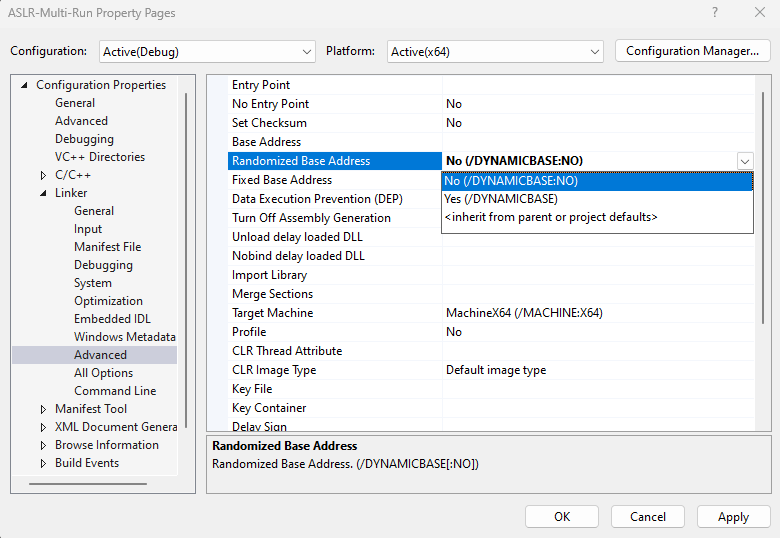 ASLR-Multi-Run Property Pages ?
Configuration: Active(Debug) Platform: Active(x64) Configuration Manager...
Configuration Properties
General
Advanced
Debugging
VC++ Directories
C/C++
Linker
General
Input
Manifest File
Debugging
System
Optimization
Embedded IDL
Windows Metadata
Advanced
All Options
Command Line
Manifest Tool
XML Document Genera
Browse Information
Build Events
Entry Point
No Entry Point No
Set Checksum No
Base Address
Randomized Base Address No (/DYNAMICBASE:NO)
Fixed Base Address No (/DYNAMICBASE:NO)
Data Execution Prevention (DEP) Yes (/DYNAMICBASE)
Turn Off Assembly Generation <inherit from parent or project defaults>
Unload delay loaded DLL
Nobind delay loaded DLL
Import Library
Merge Sections
Target Machine MachineX64 (/MACHINE:X64)
Profile No
CLR Thread Attribute
CLR Image Type Default image type
Key File
Key Container
Delay Sign
Randomized Base Address
Randomized Base Address. (/DYNAMICBASE[:NO])
OK Cancel Apply